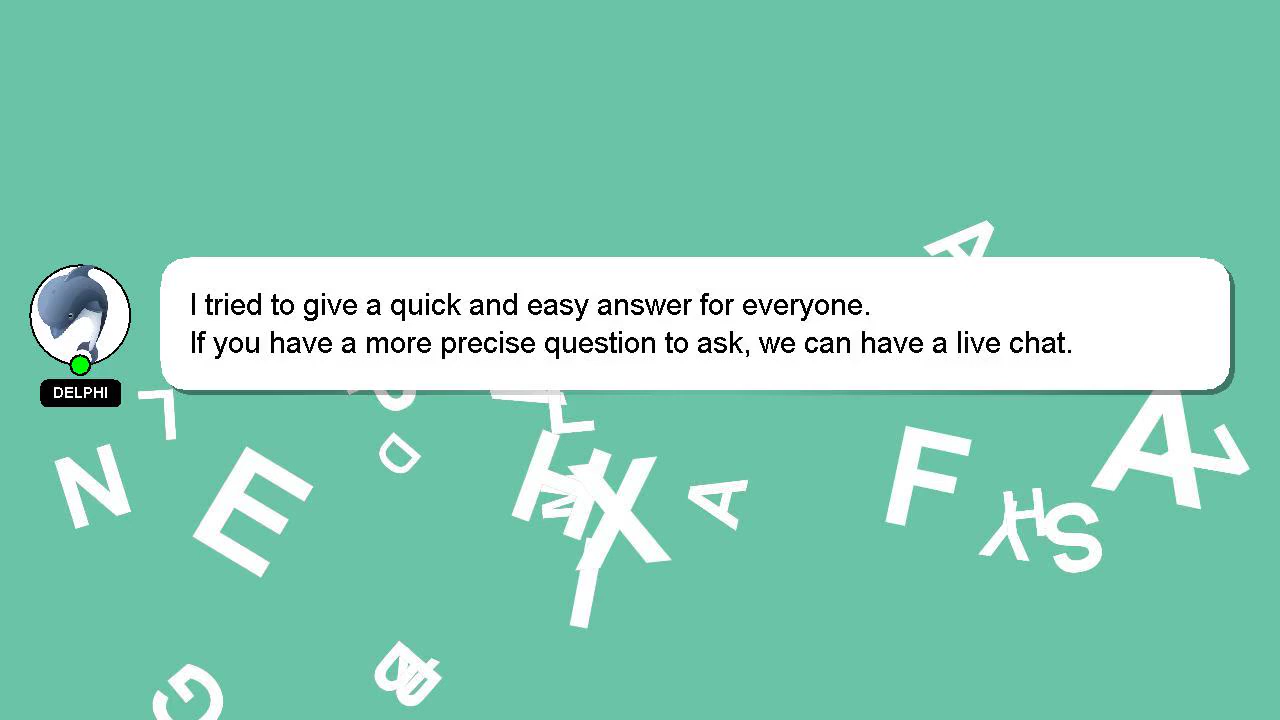 I tried to give a quick and easy answer for everyone.
If you have a more precise question to ask, we can have a live chat.
DELPHI
A
L
N
E
D
L
H
X
A
F
A
Z
H
S
I
G
B